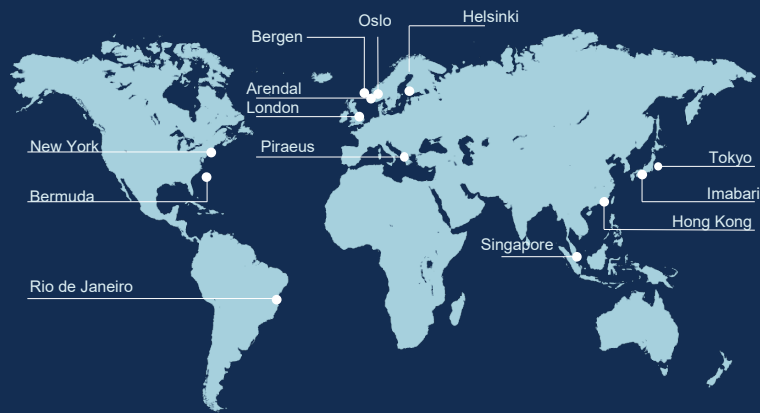 Oslo
Helsinki
Bergen
Arendal
London
New York
Piraeus
Tokyo
Bermuda
Imabari
Hong Kong
Singapore
Rio de Janeiro